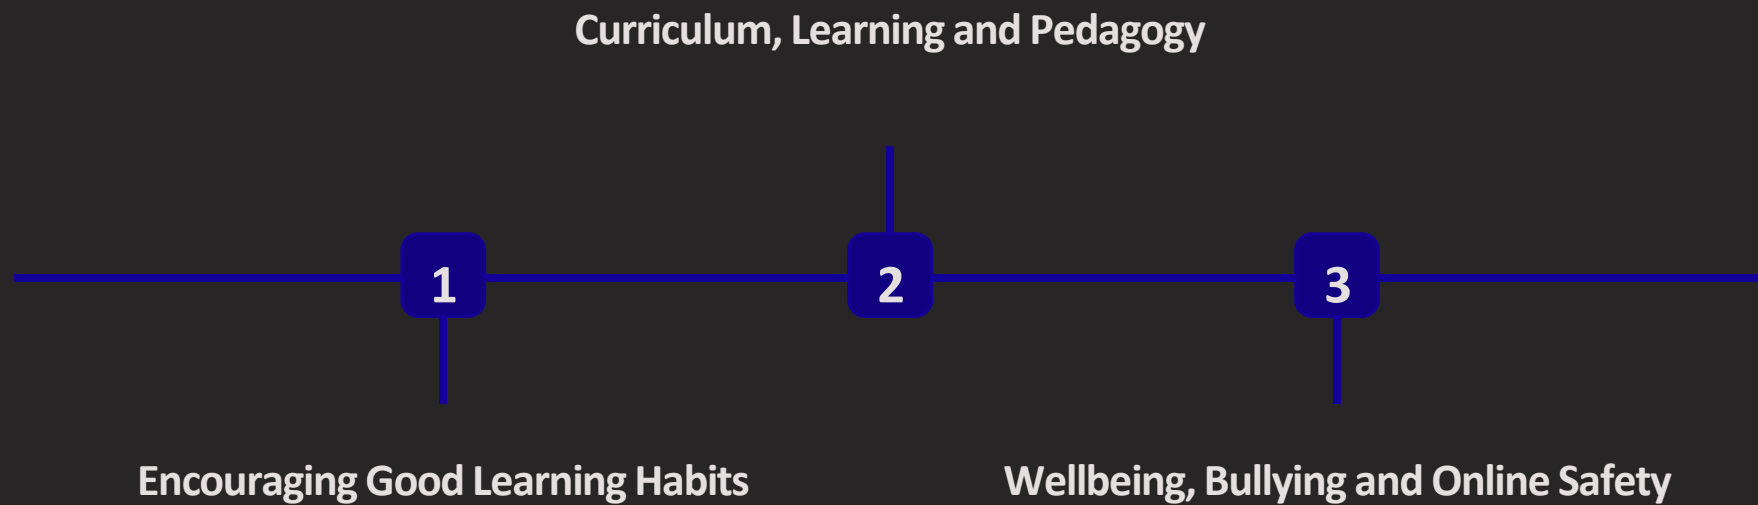 Curriculum, Learning and Pedagogy
1
2
3
Encouraging Good Learning Habits
Wellbeing, Bullying and Online Safety